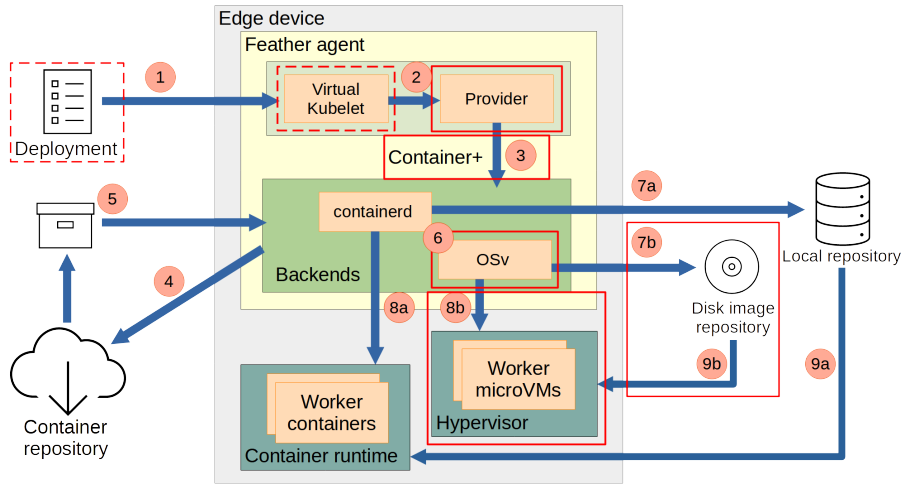 Edge device
Feather agent
1
Virtual
Kubelet
2
Provider
Deployment
Container+
3
5
containerd
7a
6
OSv
7b
Local repository
Backends
4
8a
8b
Disk image
repository
Worker
microVMs
9b
9a
Worker
containers
Hypervisor
Container
repository
Container runtime